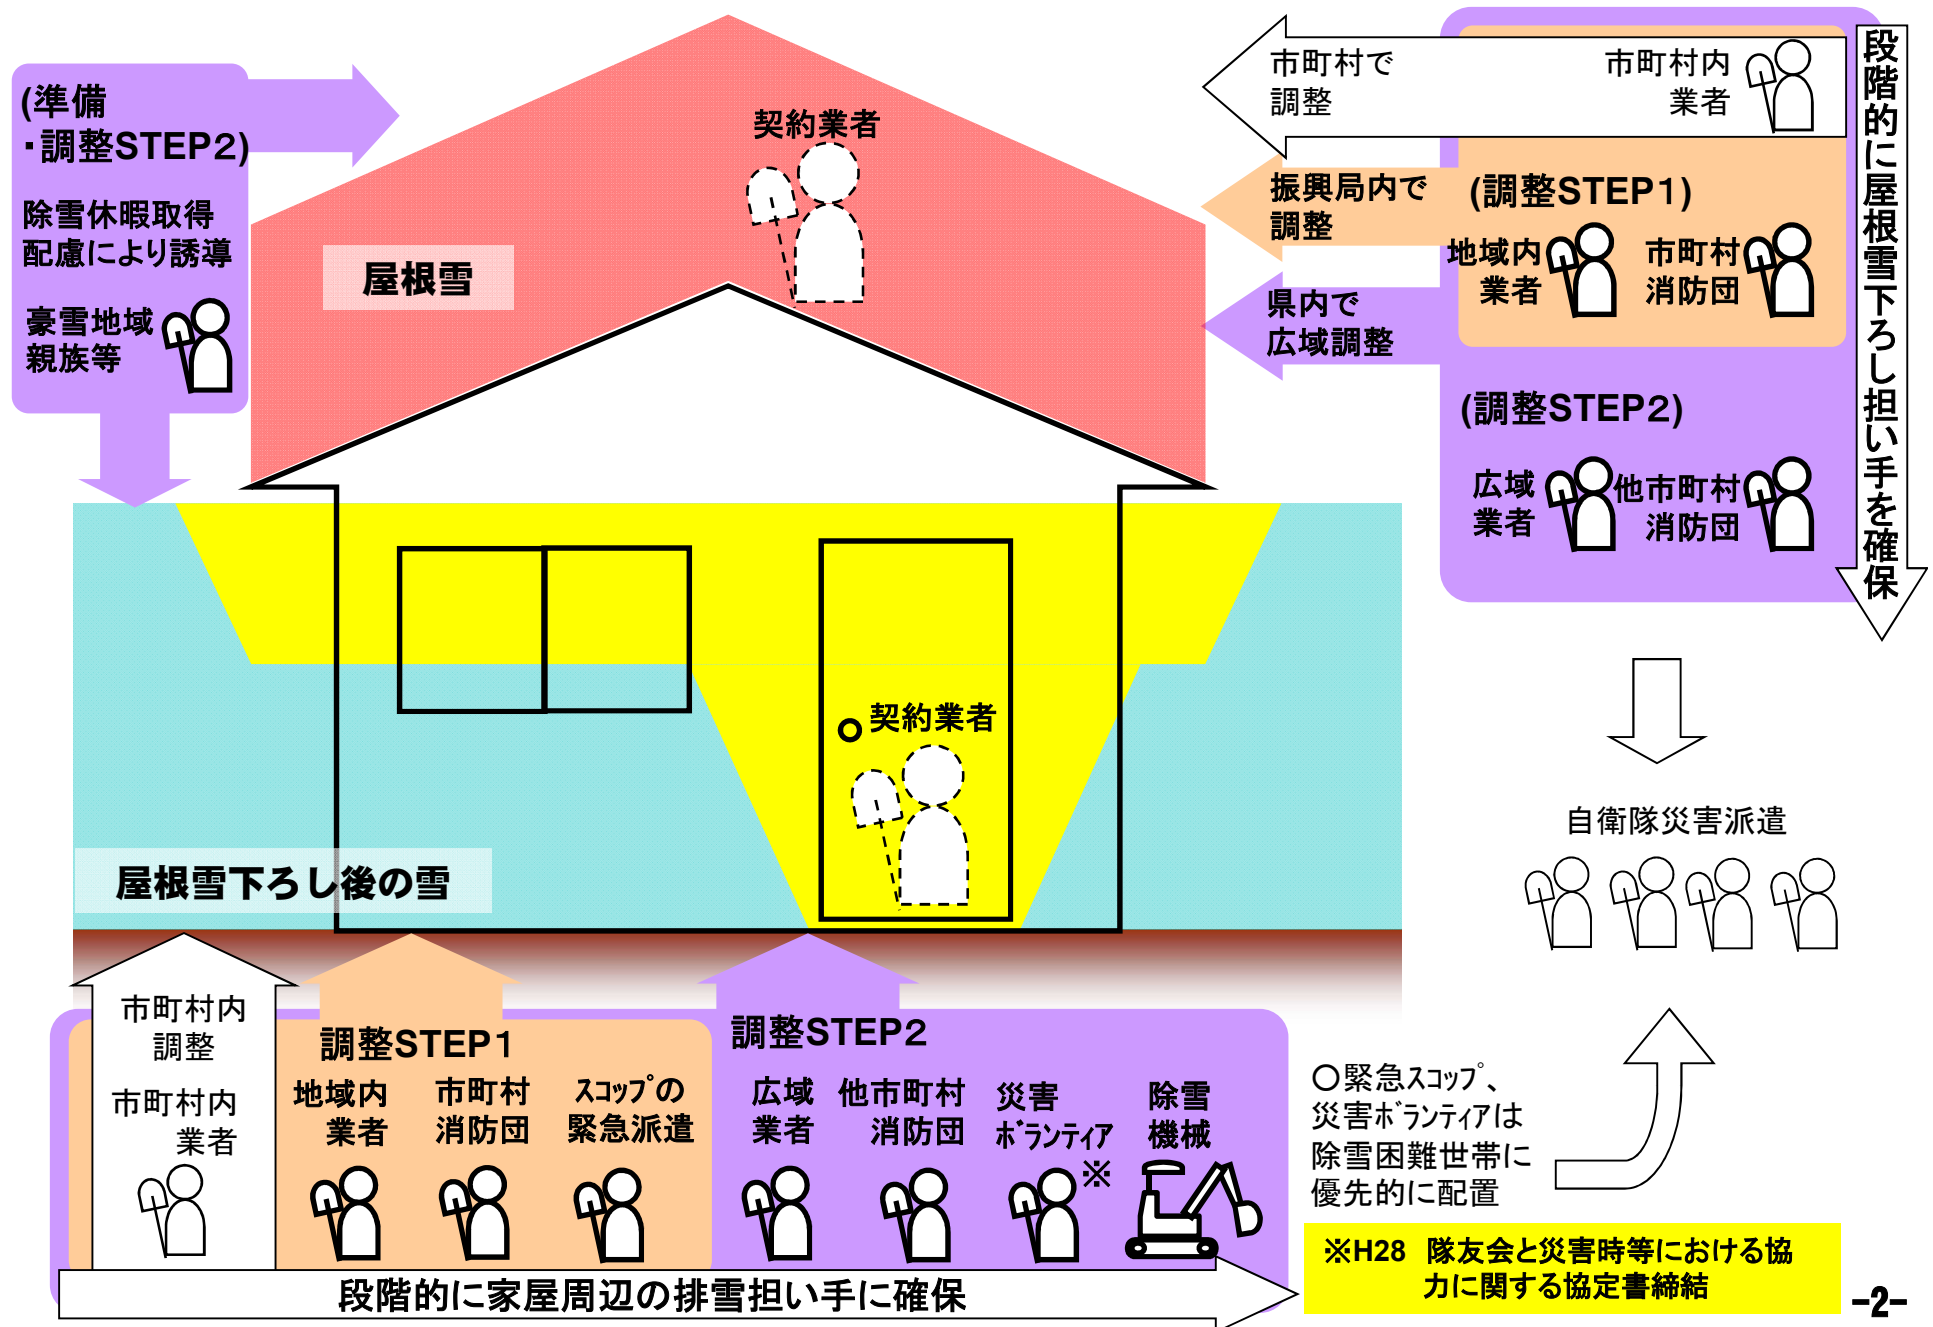 (準備
・調整STEP2)
除雪休暇取得
配慮により誘導
豪雪地域
親族等
契約業者
屋根雪
市町村で
調整
市町村内
業者
振興局内で
調整
(調整STEP1)
地域内
業者
市町村
消防団
県内で
広域調整
(調整STEP2)
広域
業者
他市町村
消防団
段階的に屋根雪下ろし担い手を確保
契約業者
屋根雪下ろし後の雪
自衛隊災害派遣
市町村内
調整
市町村内
業者
調整STEP1
地域内
業者
市町村
消防団
ｽｺｯﾌﾟの
緊急派遣
調整STEP2
広域
業者
他市町村
消防団
災害
ﾎﾞﾗﾝﾃｨｱ
※
除雪
機械
段階的に家屋周辺の排雪担い手に確保
○緊急ｽｺｯﾌﾟ、
災害ﾎﾞﾗﾝﾃｨｱは
除雪困難世帯に
優先的に配置
※H28　隊友会と災害時等における協
力に関する協定書締結
-2-